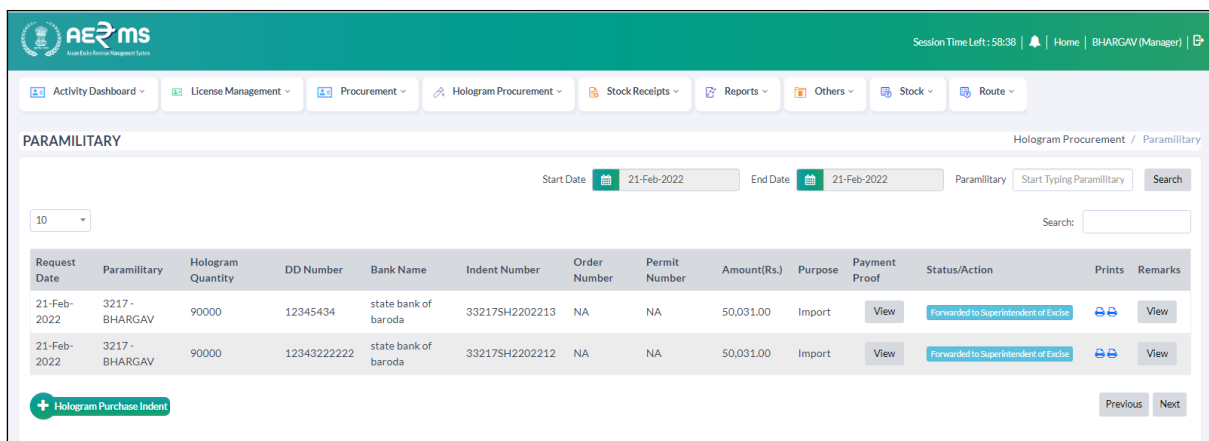 AERMS
Assam Excise Revenue Management System
Session Time Left : 58:38 | Home | BHARGAV (Manager) |
Activity Dashboard License Management Procurement Hologram Procurement Stock Receipts Reports Others Stock Route
PARAMILITARY Hologram Procurement / Paramilitary
Start Date 21-Feb-2022 End Date 21-Feb-2022 Paramilitary Start Typing Paramilitary Search
10 Search:
Request Date Paramilitary Hologram Quantity DD Number Bank Name Indent Number Order Number Permit Number Amount(Rs.) Purpose Payment Proof Status/Action Prints Remarks
21-Feb-2022 3217 - BHARGAV 90000 12345434 state bank of baroda 33217SH2202213 NA NA 50,031.00 Import View Forwarded to Superintendent of Excise View
21-Feb-2022 3217 - BHARGAV 90000 12343222222 state bank of baroda 33217SH2202212 NA NA 50,031.00 Import View Forwarded to Superintendent of Excise View
+ Hologram Purchase Indent Previous Next